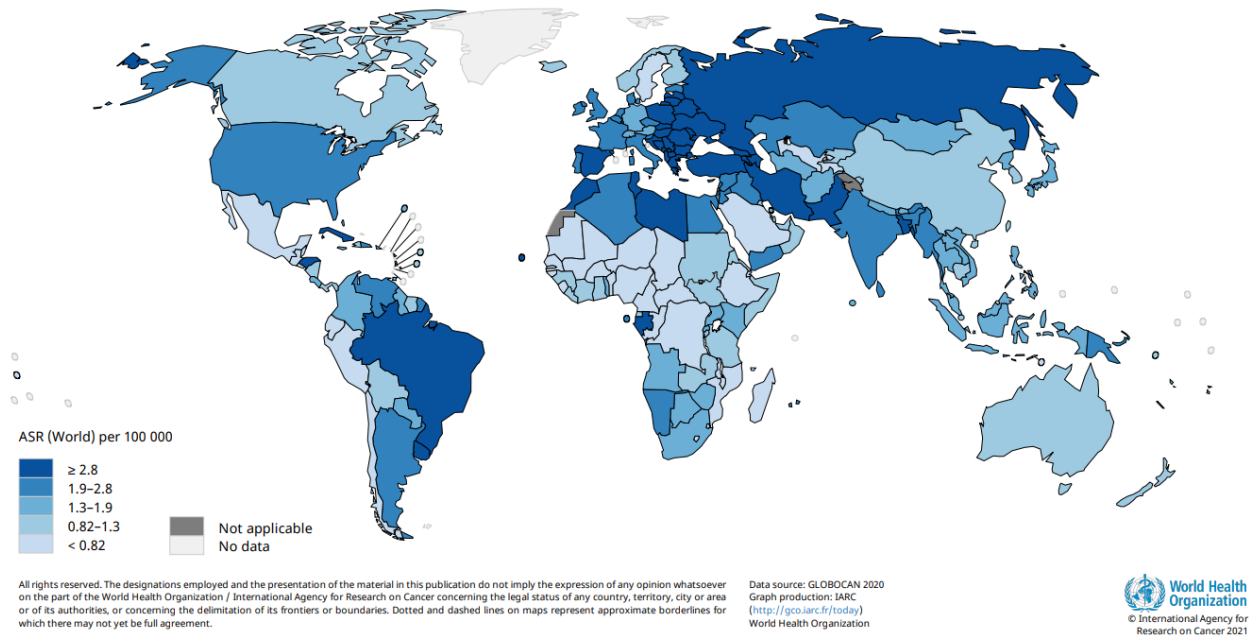 ASR (World) per 100 000
≥ 2.8
1.9–2.8
1.3–1.9
0.82–1.3
< 0.82
Not applicable
No data
All rights reserved. The designations employed and the presentation of the material in this publication do not imply the expression of any opinion whatsoever
on the part of the World Health Organization / International Agency for Research on Cancer concerning the legal status of any country, territory, city or area
or of its authorities, or concerning the delimitation of its frontiers or boundaries. Dotted and dashed lines on maps represent approximate borderlines for
which there may not yet be full agreement.
Data source: GLOBOCAN 2020
Graph production: IARC
(http://gco.iarc.fr/today)
World Health Organization
World Health
Organization
© International Agency for
Research on Cancer 2021